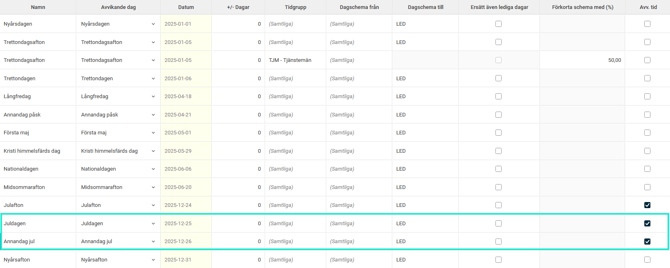 Namn Avvikande dag Datum +/- Dagar Tidgrupp Dagschema från Dagschema till Ersätt även lediga dagar Förkorta schema med (%) Avv. tid
Nyårsdagen Nyårsdagen 2025-01-01 0 (Samtliga) (Samtliga) LED
Trettondagsafton Trettondagsafton 2025-01-05 0 (Samtliga) (Samtliga) LED
Trettondagsafton Trettondagsafton 2025-01-05 0 TJM - Tjänstemän (Samtliga) 50,00
Trettondagen Trettondagen 2025-01-06 0 (Samtliga) (Samtliga) LED
Långfredag Långfredag 2025-04-18 0 (Samtliga) (Samtliga) LED
Annandag påsk Annandag påsk 2025-04-21 0 (Samtliga) (Samtliga) LED
Första maj Första maj 2025-05-01 0 (Samtliga) (Samtliga) LED
Kristi himmelsfärds dag Kristi himmelsfärds dag 2025-05-29 0 (Samtliga) (Samtliga) LED
Nationaldagen Nationaldagen 2025-06-06 0 (Samtliga) (Samtliga) LED
Midsommarafton Midsommarafton 2025-06-20 0 (Samtliga) (Samtliga) LED
Julafton Julafton 2025-12-24 0 (Samtliga) (Samtliga) LED
Juldagen Juldagen 2025-12-25 0 (Samtliga) (Samtliga) LED
Annandag jul Annandag jul 2025-12-26 0 (Samtliga) (Samtliga) LED
Nyårsafton Nyårsafton 2025-12-31 0 (Samtliga) (Samtliga) LED